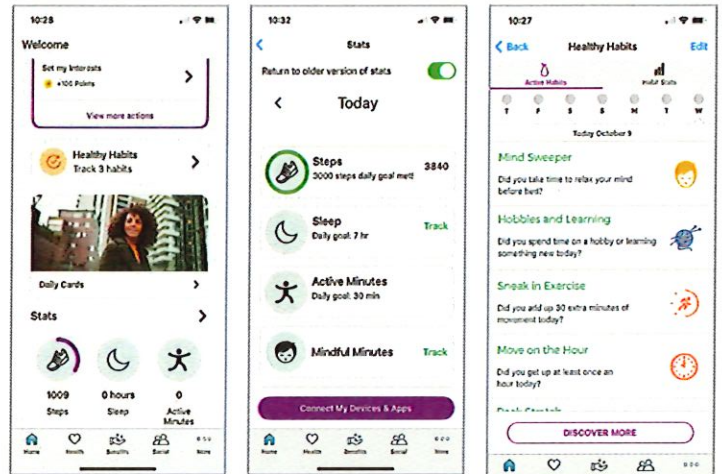 10:28
Welcome
Set my Interests
+100 Points
View more actions
Healthy Habits
Track 3 habits
Daily Cards
Stats
1009
Steps
0 hours
Sleep
0
Active
Minutes
Home
Health
Benefits
Social
More
10:32
Stats
Return to older version of stats
Today
Steps
3000 steps daily goal met!
3840
Sleep
Daily goal: 7 hr
Track
Active Minutes
Daily goal: 30 min
Mindful Minutes
Track
Connect My Devices & Apps
Home
Health
Benefits
Social
More
10:27
Back
Healthy Habits
Edit
Active Habits
Habit Stats
T F S S M T W
Today October 9
Mind Sweeper
Did you take time to relax your mind
before bed?
Hobbies and Learning
Did you spend time on a hobby or learning
something new today?
Sneak in Exercise
Did you add up 30 extra minutes of
movement today?
Move on the Hour
Did you get up at least once an
hour today?
DISCOVER MORE